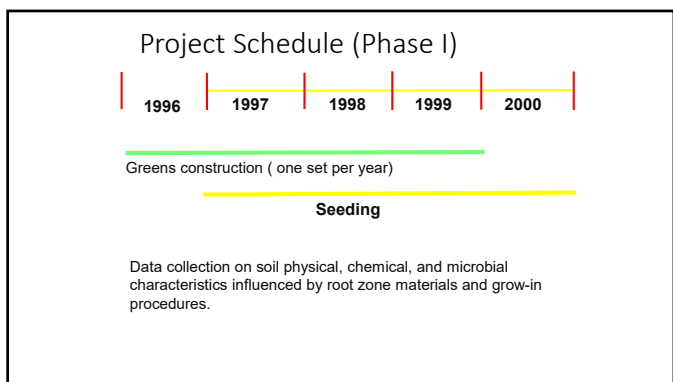 Project Schedule (Phase I)
1996 1997 1998 1999 2000
Greens construction ( one set per year)
Seeding
Data collection on soil physical, chemical, and microbial
characteristics influenced by root zone materials and grow-in
procedures.